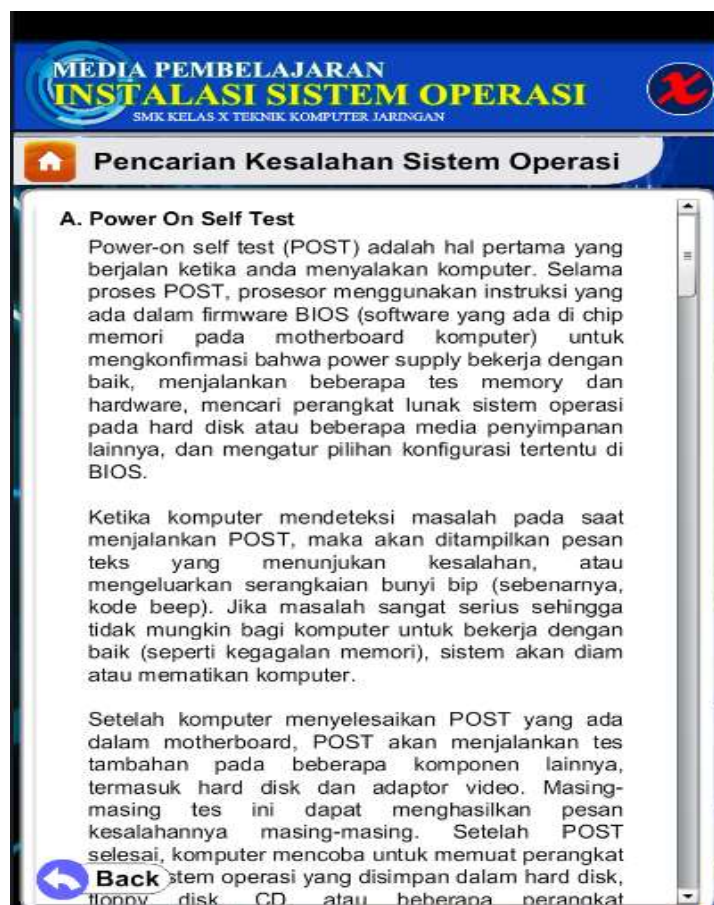 MEDIA PEMBELAJARAN
INSTALASI SISTEM OPERASI
SMK KELAS X TEKNIK KOMPUTER JARINGAN
Pencarian Kesalahan Sistem Operasi
A. Power On Self Test
Power-on self test (POST) adalah hal pertama yang
berjalan ketika anda menyalakan komputer. Selama
proses POST, prosesor menggunakan instruksi yang
ada dalam firmware BIOS (software yang ada di chip
memori pada motherboard komputer) untuk
mengkonfirmasi bahwa power supply bekerja dengan
baik, menjalankan beberapa tes memory dan
hardware, mencari perangkat lunak sistem operasi
pada hard disk atau beberapa media penyimpanan
lainnya, dan mengatur pilihan konfigurasi tertentu di
BIOS.
Ketika komputer mendeteksi masalah pada saat
menjalankan POST, maka akan ditampilkan pesan
teks yang menunjukan kesalahan, atau
mengeluarkan serangkaian bunyi bip (sebenarnya,
kode beep). Jika masalah sangat serius sehingga
tidak mungkin bagi komputer untuk bekerja dengan
baik (seperti kegagalan memori), sistem akan diam
atau mematikan komputer.
Setelah komputer menyelesaikan POST yang ada
dalam motherboard, POST akan menjalankan tes
tambahan pada beberapa komponen lainnya,
termasuk hard disk dan adaptor video. Masing-
masing tes ini dapat menghasilkan pesan
kesalahannya masing-masing. Setelah POST
selesai, komputer mencoba untuk memuat perangkat
Back stem operasi yang disimpan dalam hard disk,
floppy disk, CD, atau beberapa perangkat